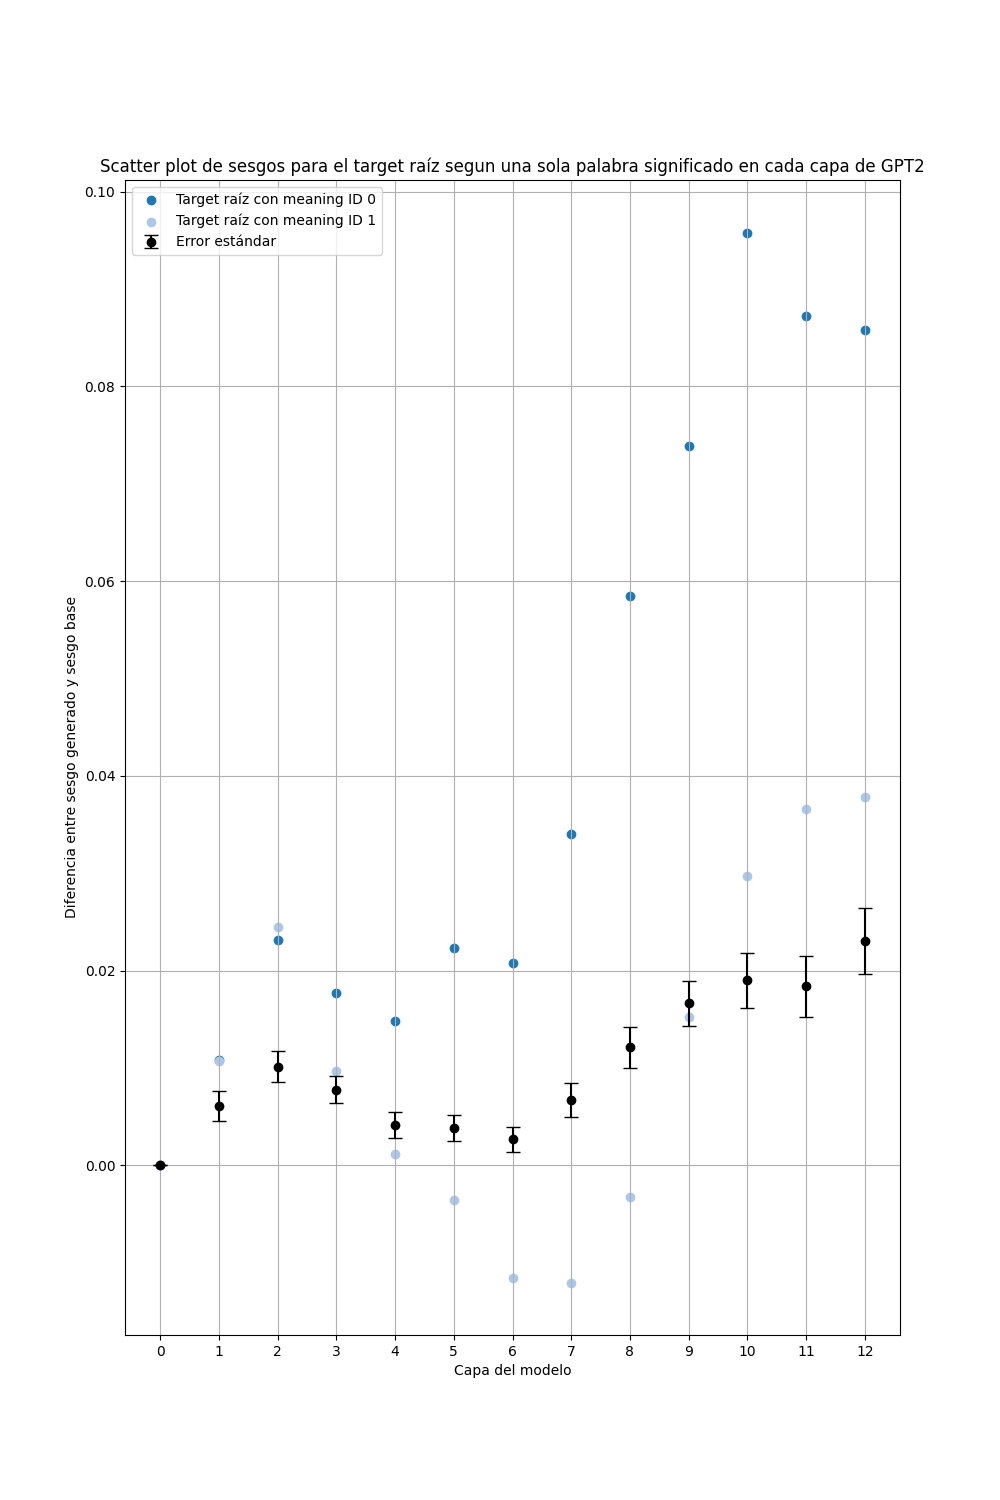 Scatter plot de sesgos para el target raíz segun una sola palabra significado en cada capa de GPT2
Target raíz con meaning ID 0
Target raíz con meaning ID 1
Error estándar
0.10
0.08
0.06
0.04
0.02
0.00
Diferencia entre sesgo generado y sesgo base
0 1 2 3 4 5 6 7 8 9 10 11 12
Capa del modelo